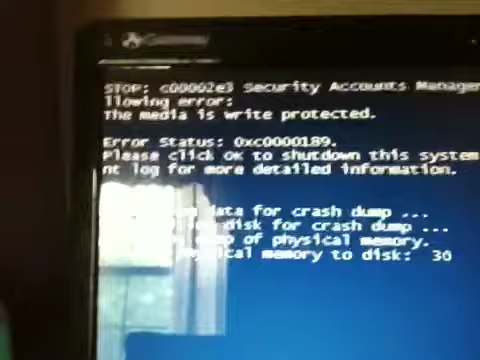 Gateway
STOP: c00002e3 Security Accounts Manage
llowing error:
The media is write protected.
Error Status: 0xc0000189.
Please click OK to shutdown this system
nt log for more detailed information.
data for crash dump ...
disk for crash dump ...
of physical memory.
physical memory to disk: 30